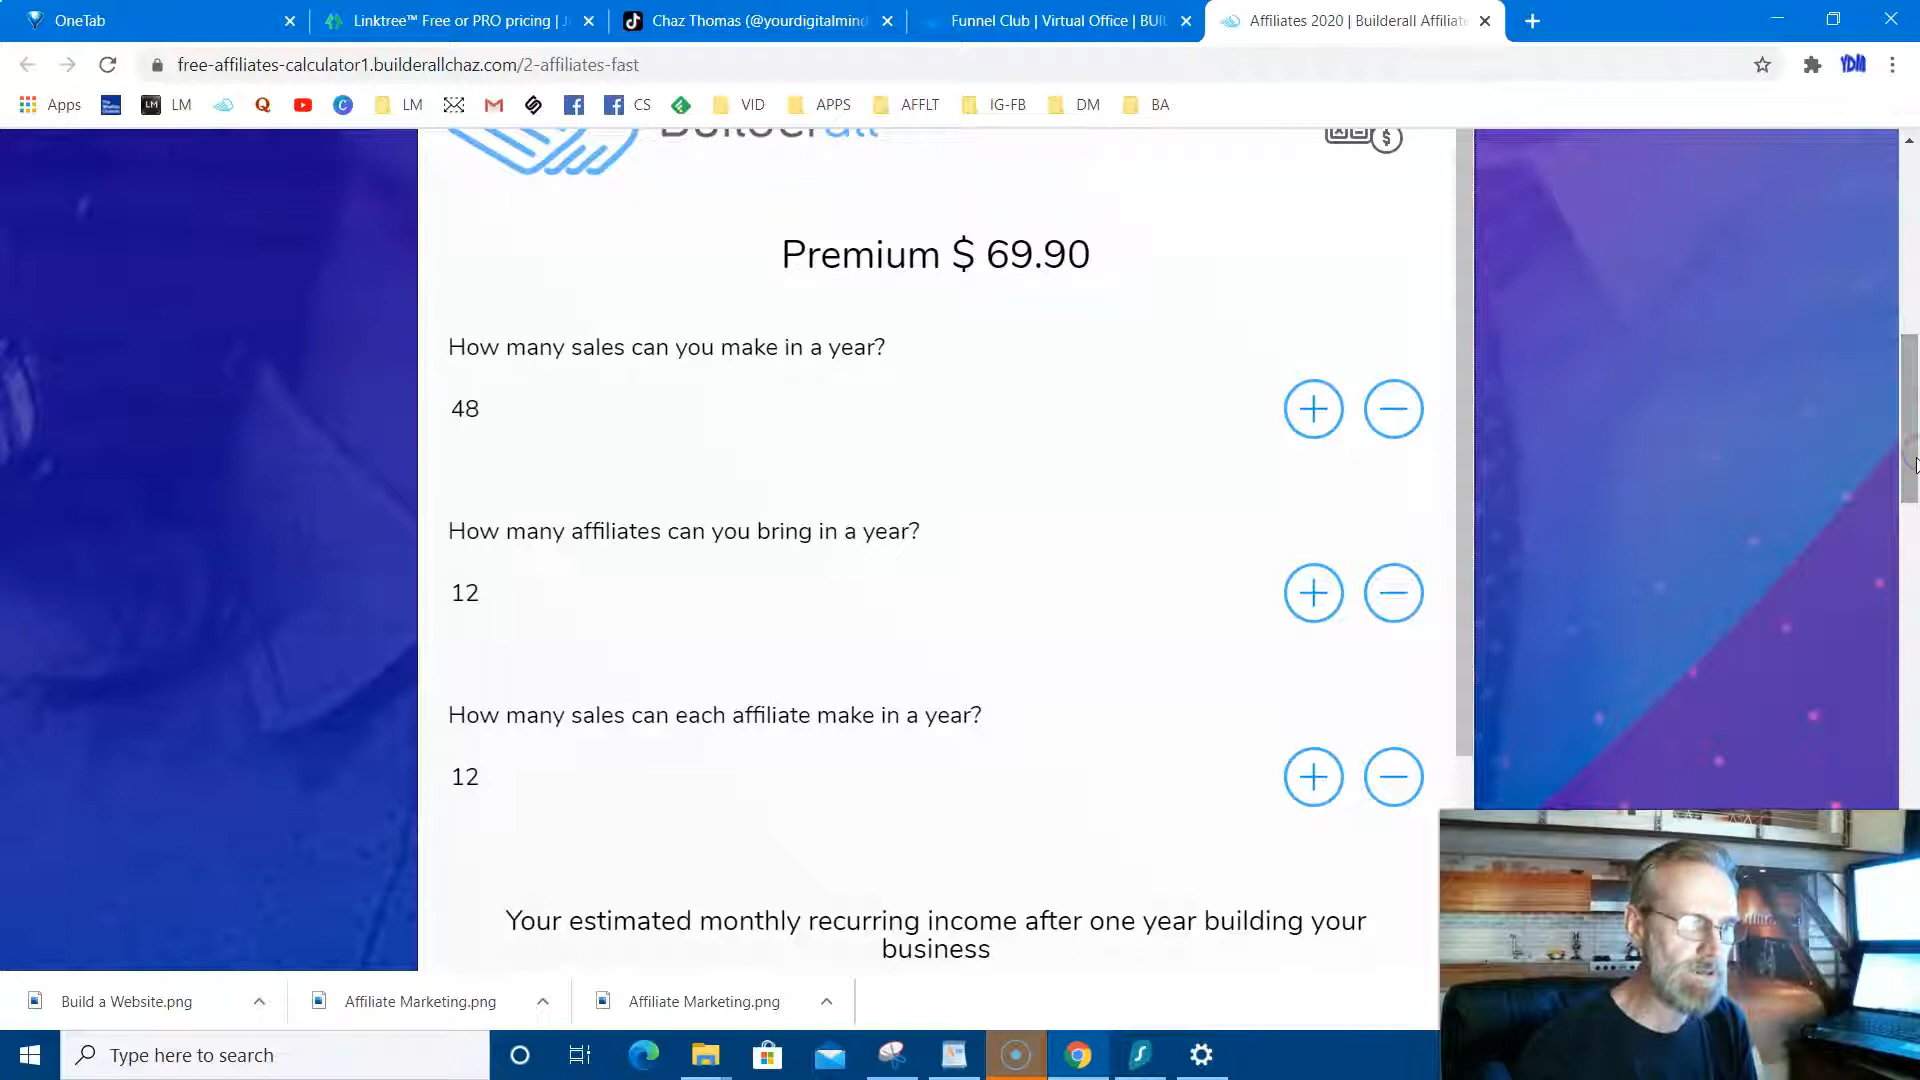 OneTab
Linktree™ Free or PRO pricing | J
Chaz Thomas (@yourdigitalmind
Funnel Club | Virtual Office | BUIL
Affiliates 2020 | Builderall Affiliate
free-affiliates-calculator1.builderallchaz.com/2-affiliates-fast
YDM
Apps
LM
LM
CS
VID
APPS
AFFLT
IG-FB
DM
BA
Builderall
Premium $ 69.90
How many sales can you make in a year?
48
How many affiliates can you bring in a year?
12
How many sales can each affiliate make in a year?
12
Your estimated monthly recurring income after one year building your
business
Build a Website.png
Affiliate Marketing.png
Affiliate Marketing.png
Type here to search